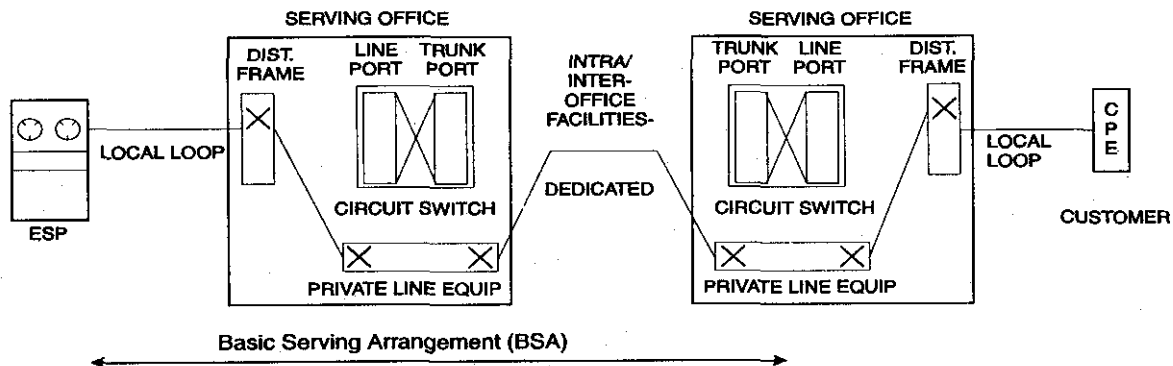 SERVING OFFICE
DIST.
FRAME
LINE
PORT
TRUNK
PORT
CIRCUIT SWITCH
PRIVATE LINE EQUIP
ESP
LOCAL LOOP
INTRA/
INTER-
OFFICE
FACILITIES-
DEDICATED
SERVING OFFICE
TRUNK
PORT
LINE
PORT
DIST.
FRAME
CIRCUIT SWITCH
PRIVATE LINE EQUIP
LOCAL
LOOP
C
P
E
CUSTOMER
Basic Serving Arrangement (BSA)